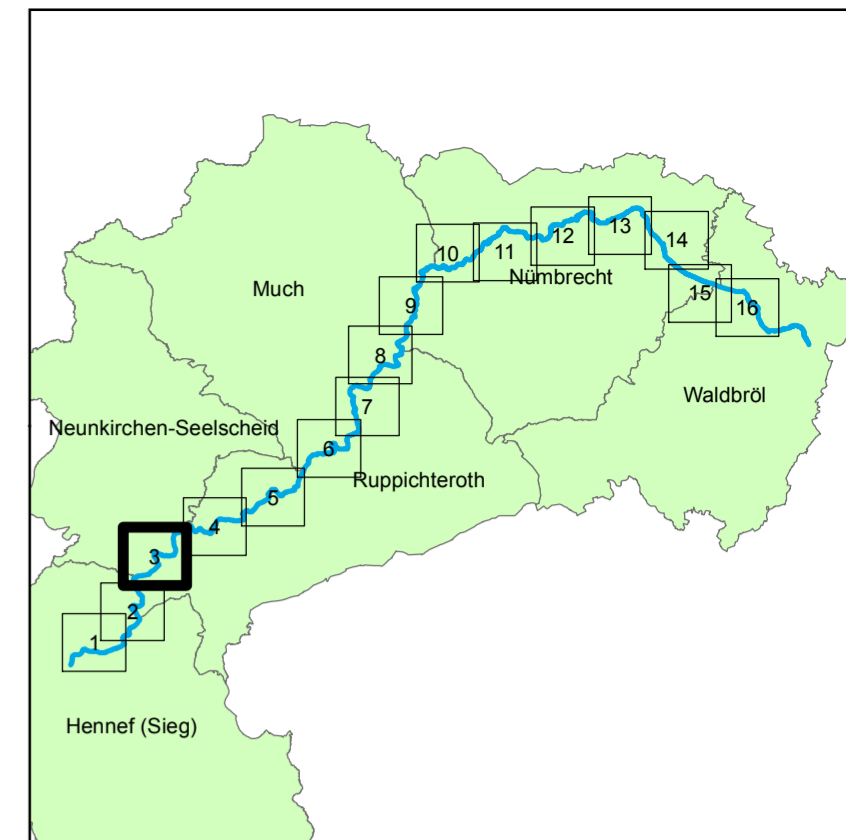 13
12
14
10
11
Nümbrecht
Much
15
9
16
8
Waldbröl
7
Neunkirchen-Seelscheid
6
Ruppichteroth
5
4
3
2
1
Hennef (Sieg)